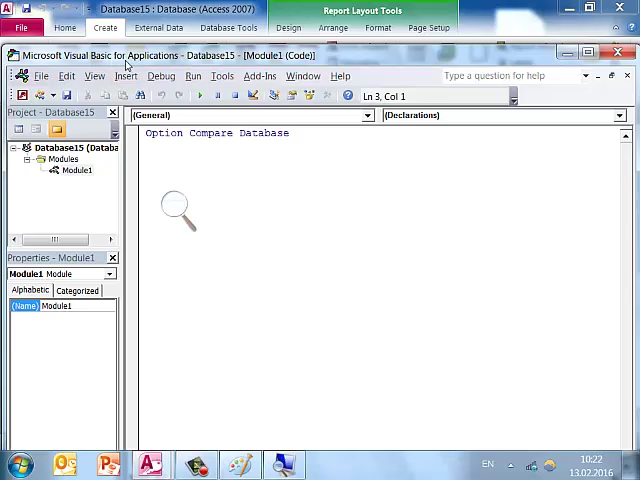 Database15 : Database (Access 2007)
Report Layout Tools
File
Home
Create
External Data
Database Tools
Design
Arrange
Format
Page Setup
Microsoft Visual Basic for Applications - Database15 - [Module1 (Code)]
File Edit View Insert Debug Run Tools Add-Ins Window Help
Type a question for help
Ln 3, Col 1
Project - Database15
(General)
(Declarations)
Option Compare Database
Database15 (Databa
Modules
Module1
Properties - Module1
Module1 Module
Alphabetic Categorized
(Name) Module1
EN
10:22
13.02.2016